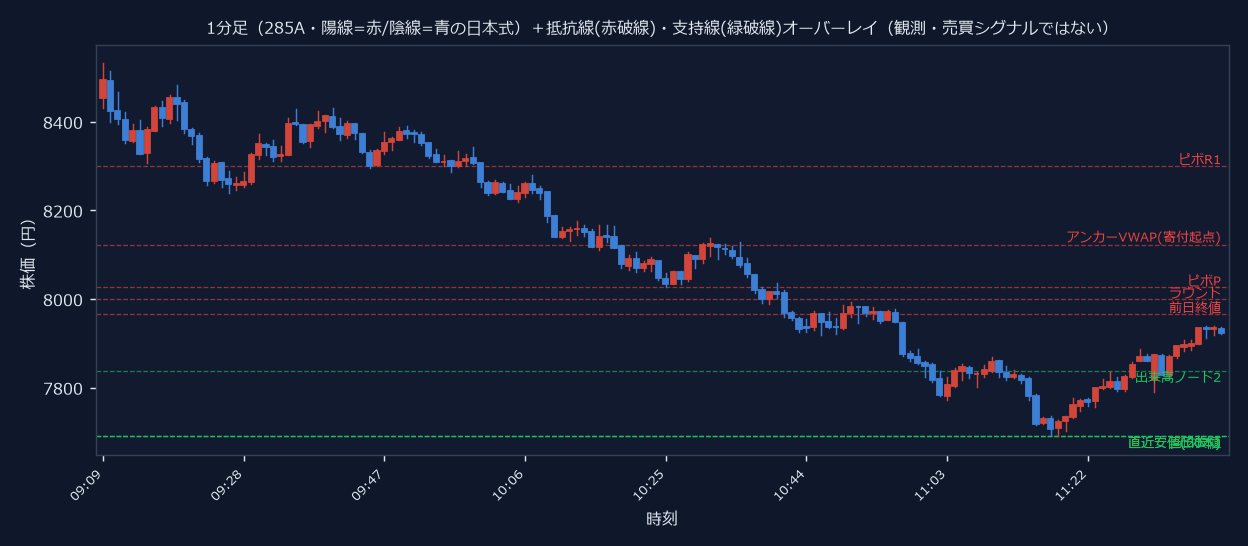 1分足（285A・陽線=赤/陰線=青の日本式）＋抵抗線(赤破線)・支持線(緑破線)オーバーレイ（観測・売買シグナルではない）
株価（円）
8400
8200
8000
7800
ピボR1
アンカーVWAP(寄付起点)
ピボP
ラウンド
前日終値
出来高ノード2
直近安値
09:09
09:28
09:47
10:06
10:25
10:44
11:03
11:22
時刻